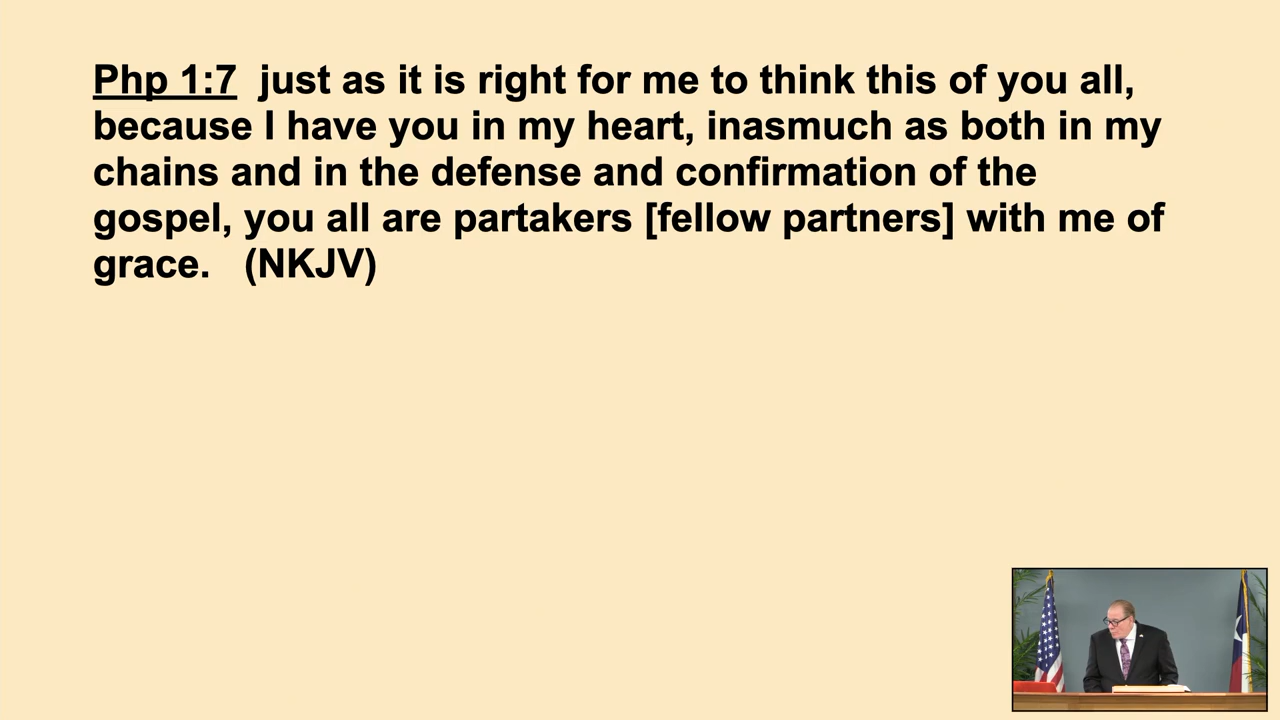 Php 1:7  just as it is right for me to think this of you all,
because I have you in my heart, inasmuch as both in my
chains and in the defense and confirmation of the
gospel, you all are partakers [fellow partners] with me of
grace.   (NKJV)